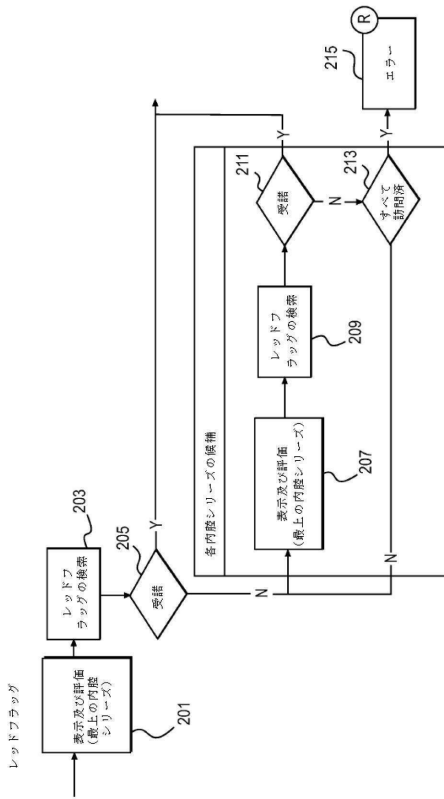 レッドフラッグ
表示及び評価
(最上の内腔
シリーズ)
201
レッドフ
ラッグの検索
203
受諾
205
Y
N
各内腔シリーズの候補
表示及び評価
(最上の内腔シリーズ)
207
レッドフ
ラッグの検索
209
受諾
211
Y
N
すべて
訪問済
213
Y
N
エラー
215
R